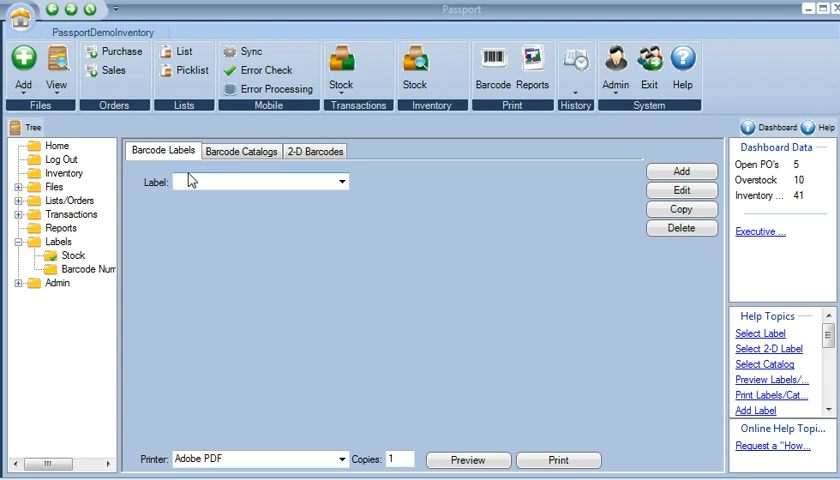 Passport
PassportDemoInventory
Add
View
Files
Purchase
Sales
Orders
List
Picklist
Lists
Sync
Error Check
Error Processing
Mobile
Stock
Transactions
Stock
Inventory
Barcode Reports
Print
History
Admin Exit Help
System
Tree
Dashboard Help
Home
Log Out
Inventory
Files
Lists/Orders
Transactions
Reports
Labels
Stock
Barcode Num
Admin
Barcode Labels Barcode Catalogs 2-D Barcodes
Label:
Add
Edit
Copy
Delete
Printer: Adobe PDF Copies: 1 Preview Print
Dashboard Data
Open PO's 5
Overstock 10
Inventory ... 41
Executive ...
Help Topics
Select Label
Select 2-D Label
Select Catalog
Preview Labels/...
Print Labels/Cat...
Add Label
Online Help Topi...
Request a "How...